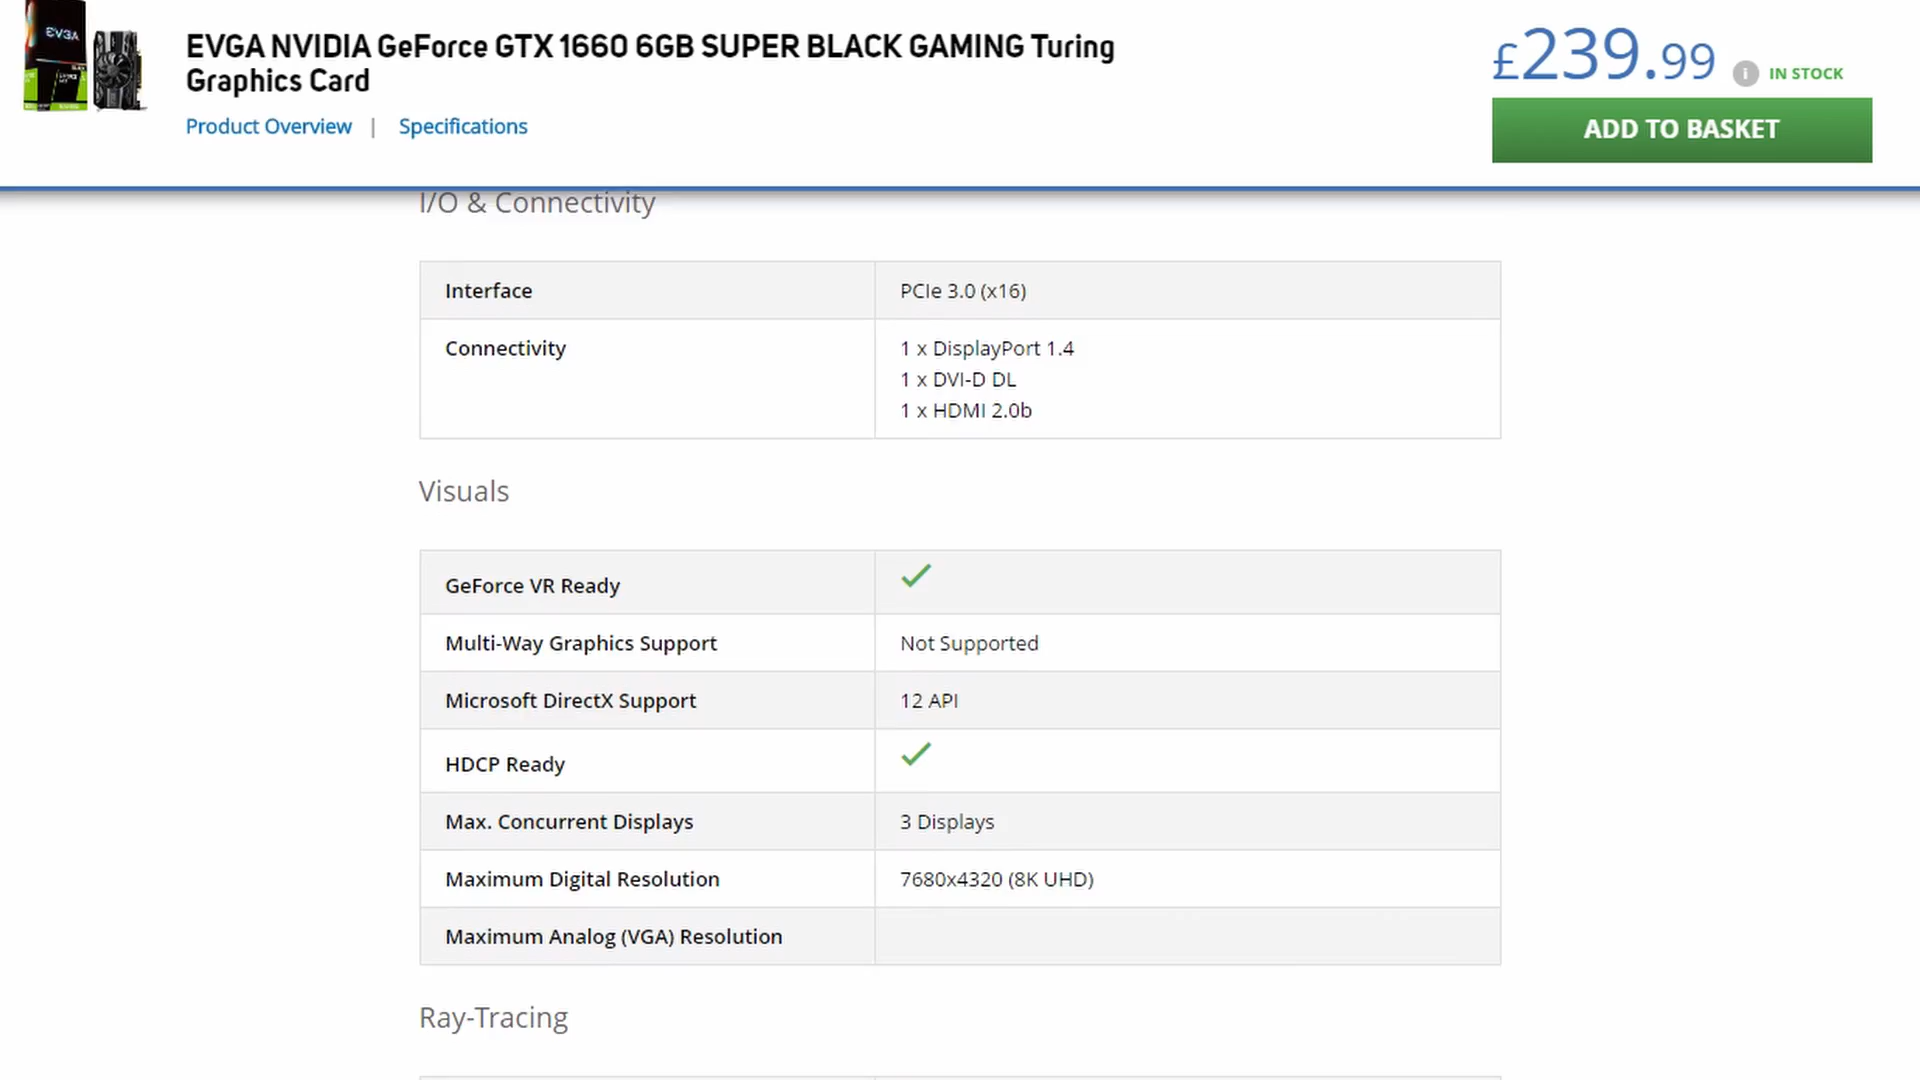 EVGA
EVGA NVIDIA GeForce GTX 1660 6GB SUPER BLACK GAMING Turing
Graphics Card
Product Overview | Specifications
£239.99
i IN STOCK
ADD TO BASKET
I/O & Connectivity
Interface PCIe 3.0 (x16)
Connectivity 1 x DisplayPort 1.4
1 x DVI-D DL
1 x HDMI 2.0b
Visuals
GeForce VR Ready
Multi-Way Graphics Support Not Supported
Microsoft DirectX Support 12 API
HDCP Ready
Max. Concurrent Displays 3 Displays
Maximum Digital Resolution 7680x4320 (8K UHD)
Maximum Analog (VGA) Resolution
Ray-Tracing